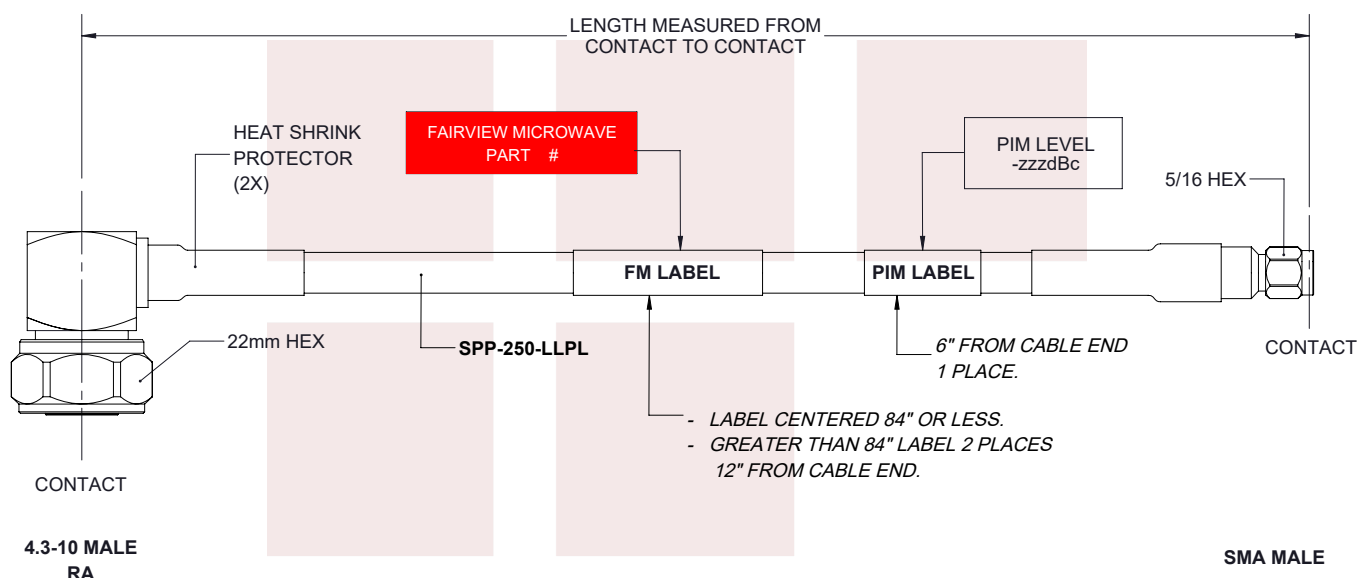 LENGTH MEASURED FROM
CONTACT TO CONTACT
HEAT SHRINK
PROTECTOR
(2X)
FAIRVIEW MICROWAVE
PART #
PIM LEVEL
-zzzdBc
5/16 HEX
FM LABEL
PIM LABEL
22mm HEX
SPP-250-LLPL
6" FROM CABLE END
1 PLACE.
CONTACT
- LABEL CENTERED 84" OR LESS.
- GREATER THAN 84" LABEL 2 PLACES
12" FROM CABLE END.
CONTACT
4.3-10 MALE
RA
SMA MALE